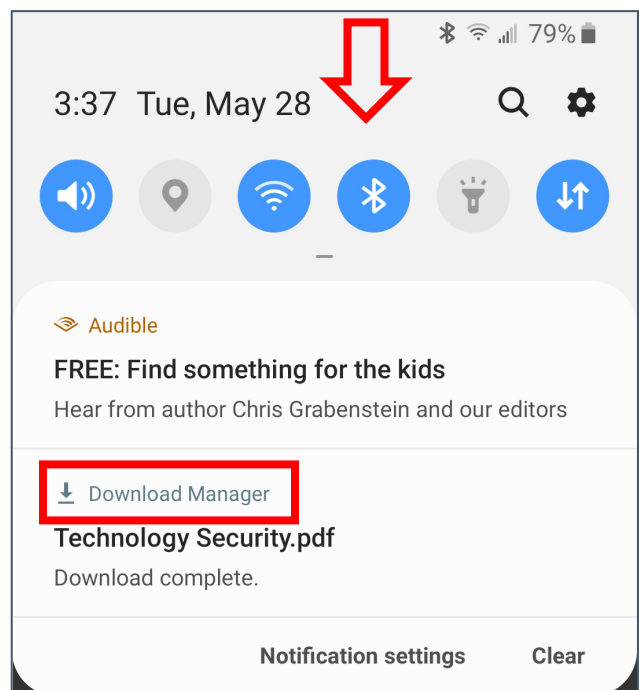 79%
3:37 Tue, May 28
Audible
FREE: Find something for the kids
Hear from author Chris Grabenstein and our editors
Download Manager
Technology Security.pdf
Download complete.
Notification settings Clear